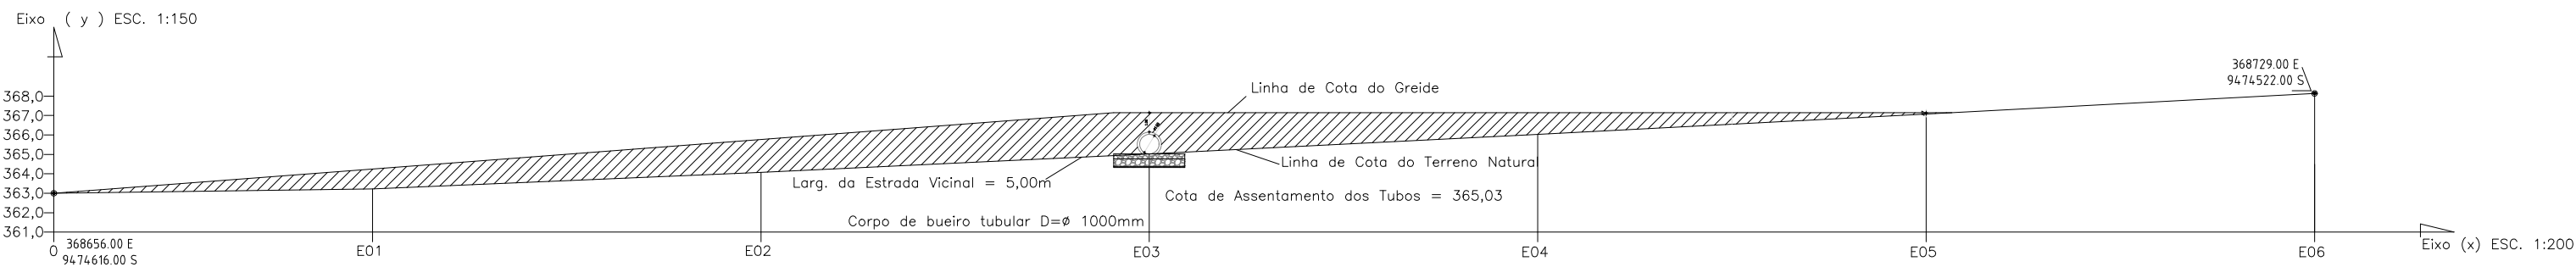 Eixo ( y ) ESC. 1:150
368729.00 E
9474522.00 S
Linha de Cota do Greide
368,0
367,0
366,0
365,0
364,0
363,0
362,0
361,0
Linha de Cota do Terreno Natural
Larg. da Estrada Vicinal = 5,00m
Cota de Assentamento dos Tubos = 365,03
Corpo de bueiro tubular D=ø 1000mm
0
368656.00 E
9474616.00 S
E01
E02
E03
E04
E05
E06
Eixo (x) ESC. 1:200